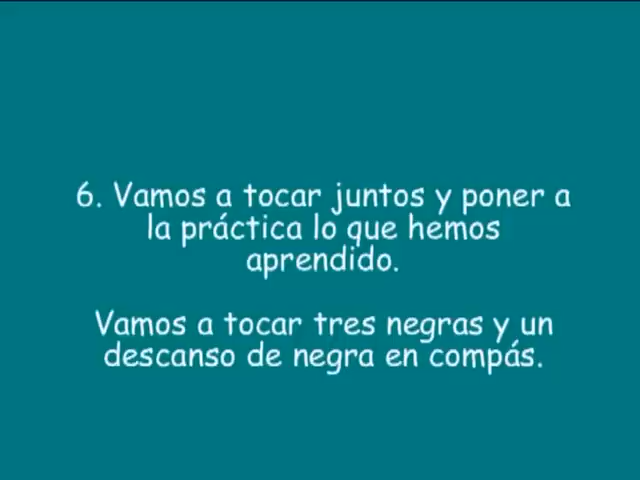 6. Vamos a tocar juntos y poner a
la práctica lo que hemos
aprendido.
Vamos a tocar tres negras y un
descanso de negra en compás.